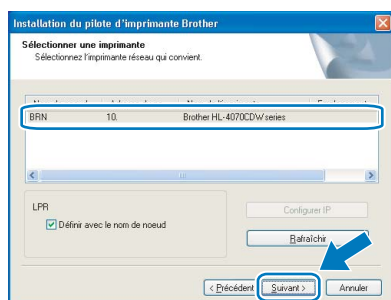 Installation du pilote d'imprimante Brother
Sélectionner une imprimante
Sélectionnez l'imprimante réseau qui convient.
BRN 10. Brother HL-4070CDW series
LPR
Définir avec le nom de noeud
Configurer IP
Rafraîchir
< Précédent Suivant > Annuler